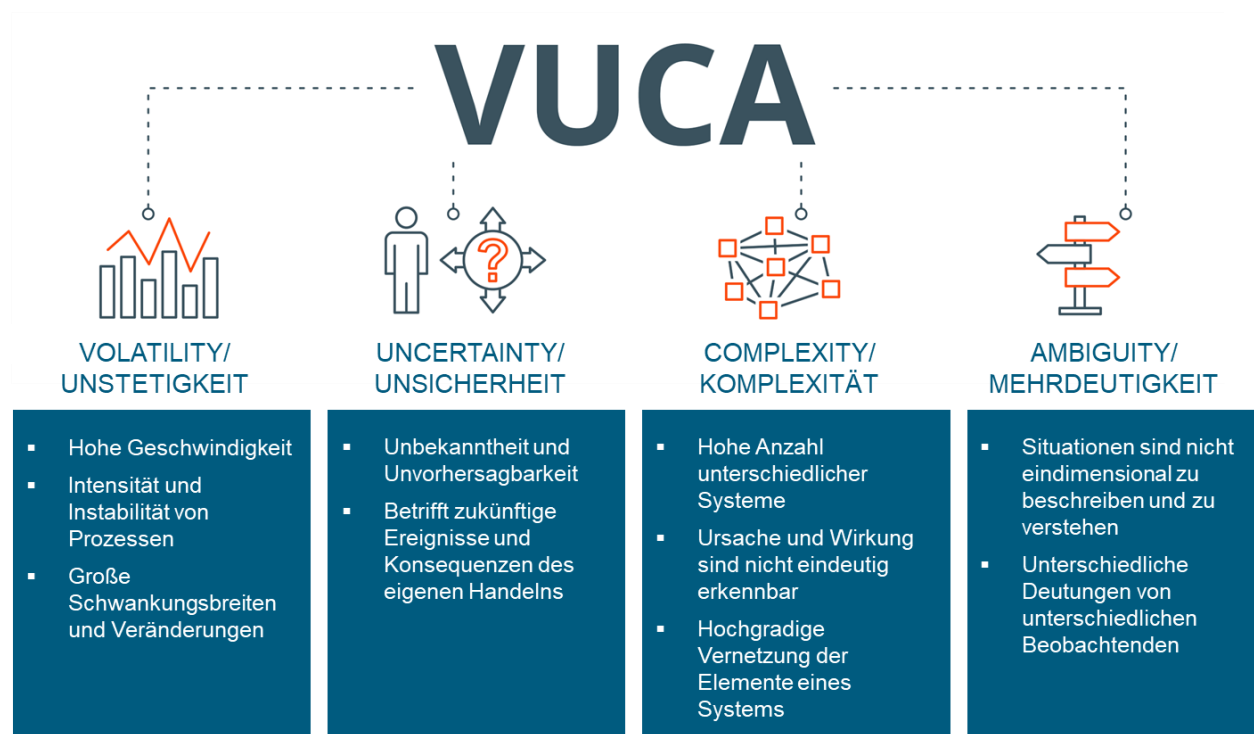 VUCA
?
VOLATILITY/
UNSTETIGKEIT
Hohe Geschwindigkeit
Intensität und
Instabilität von
Prozessen
Große
Schwankungsbreiten
und Veränderungen
UNCERTAINTY/
UNSICHERHEIT
Unbekanntheit und
Unvorhersagbarkeit
Betrifft zukünftige
Ereignisse und
Konsequenzen des
eigenen Handelns
COMPLEXITY/
KOMPLEXITÄT
Hohe Anzahl
unterschiedlicher
Systeme
Ursache und Wirkung
sind nicht eindeutig
erkennbar
Hochgradige
Vernetzung der
Elemente eines
Systems
AMBIGUITY/
MEHRDEUTIGKEIT
Situationen sind nicht
eindimensional zu
beschreiben und zu
verstehen
Unterschiedliche
Deutungen von
unterschiedlichen
Beobachtenden